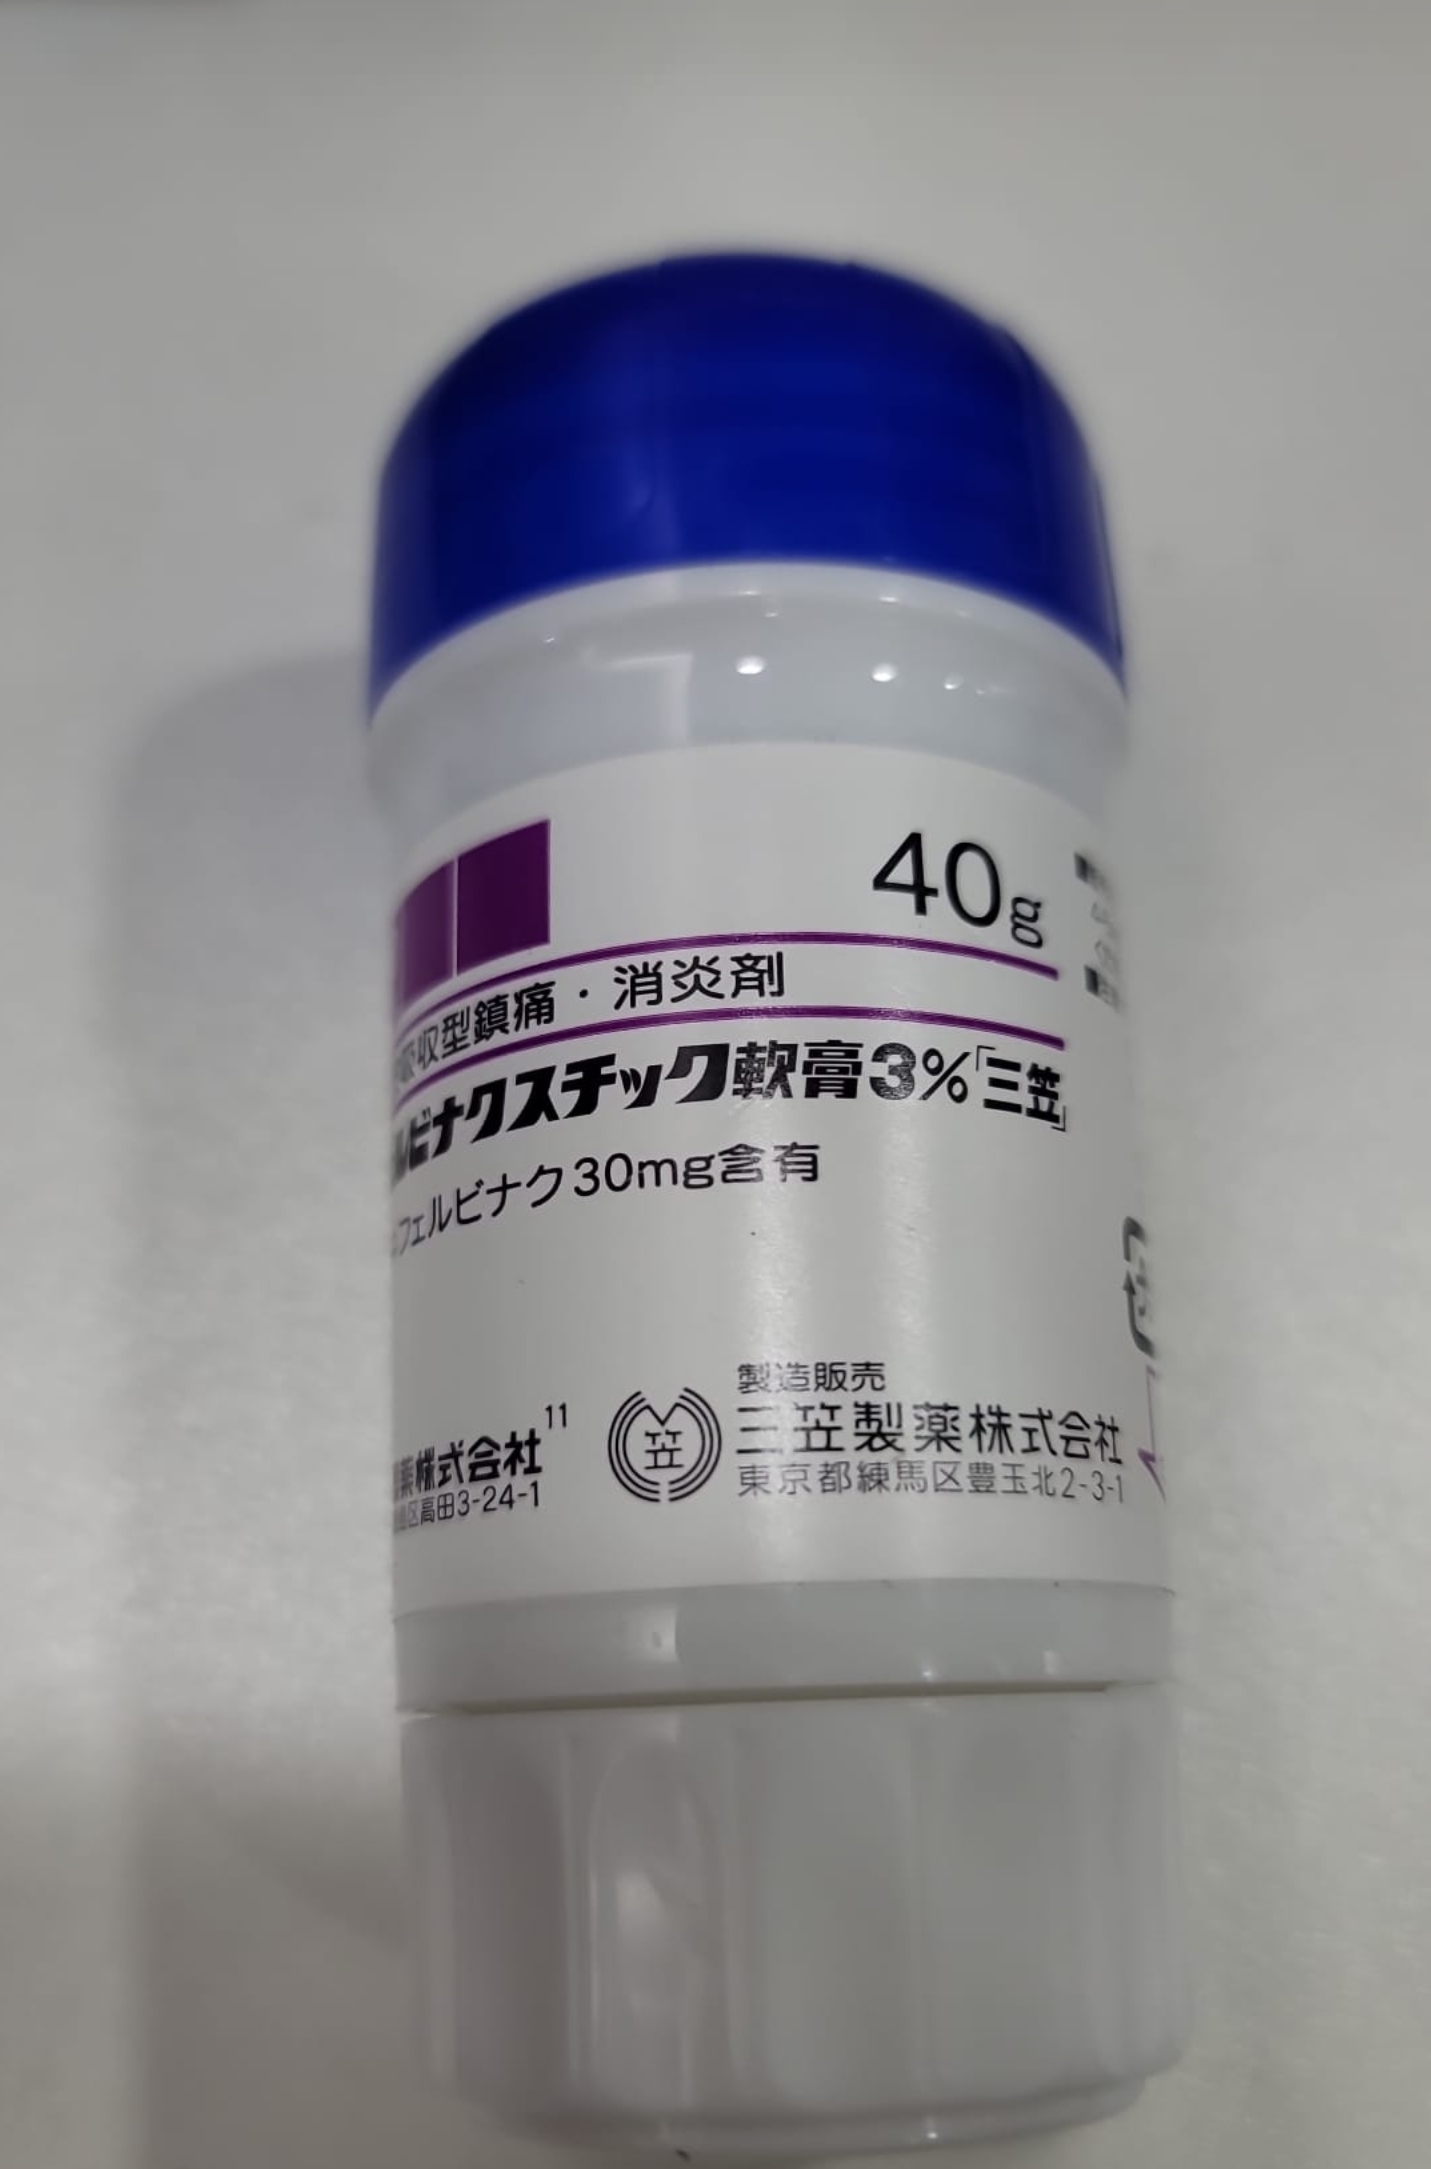 40g
吸収型鎮痛・消炎剤
ルビナクスチック軟膏3%「三笠」
フェルビナク30mg含有
製造販売
薬株式会社11
三笠製薬株式会社
区高田3-24-1
東京都練馬区豊玉北2-3-1
笠